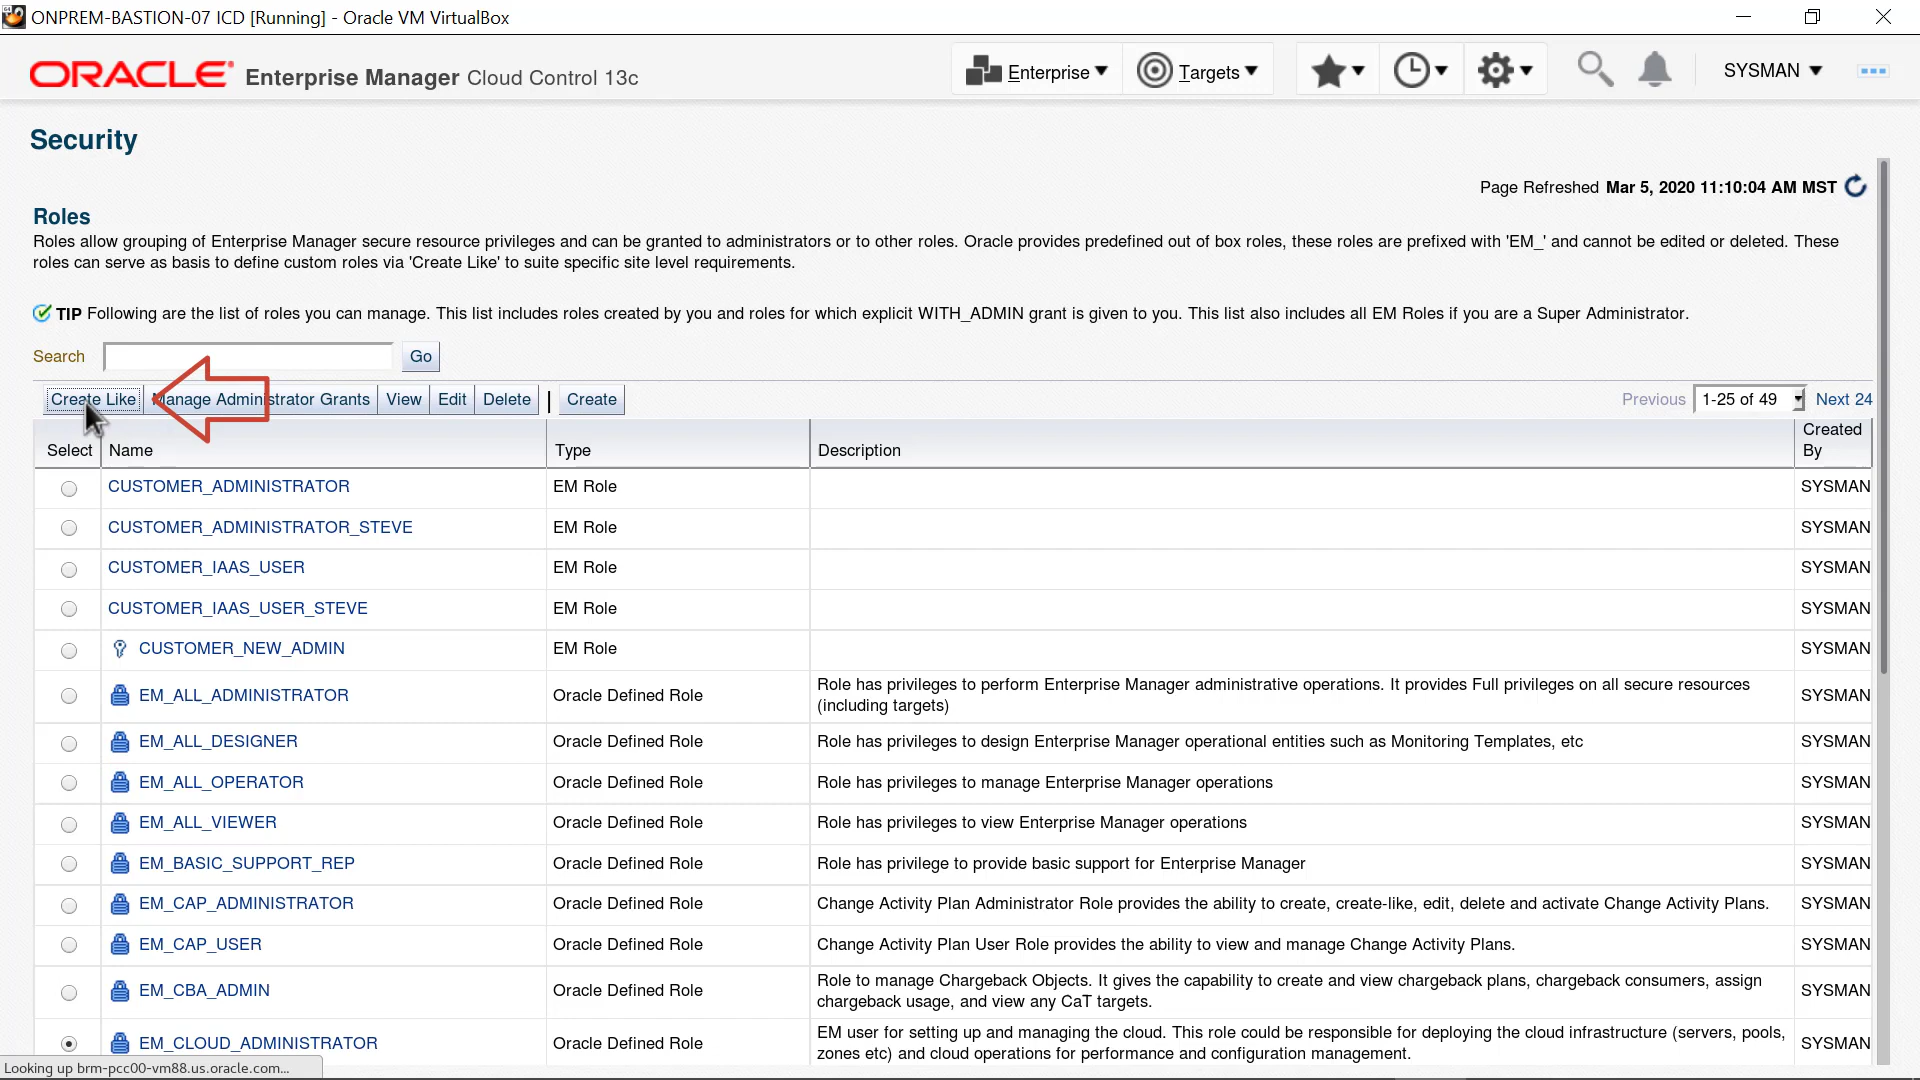 ONPREM-BASTION-07 ICD [Running] - Oracle VM VirtualBox
ORACLE Enterprise Manager Cloud Control 13c
Enterprise
Targets
SYSMAN
Security
Page Refreshed Mar 5, 2020 11:10:04 AM MST
Roles
Roles allow grouping of Enterprise Manager secure resource privileges and can be granted to administrators or to other roles. Oracle provides predefined out of box roles, these roles are prefixed with 'EM_' and cannot be edited or deleted. These
roles can serve as basis to define custom roles via 'Create Like' to suite specific site level requirements.
TIP Following are the list of roles you can manage. This list includes roles created by you and roles for which explicit WITH_ADMIN grant is given to you. This list also includes all EM Roles if you are a Super Administrator.
Search Go
Create Like Manage Administrator Grants View Edit Delete | Create Previous 1-25 of 49 Next 24
Select Name Type Description Created
By
CUSTOMER_ADMINISTRATOR EM Role SYSMAN
CUSTOMER_ADMINISTRATOR_STEVE EM Role SYSMAN
CUSTOMER_IAAS_USER EM Role SYSMAN
CUSTOMER_IAAS_USER_STEVE EM Role SYSMAN
CUSTOMER_NEW_ADMIN EM Role SYSMAN
EM_ALL_ADMINISTRATOR Oracle Defined Role Role has privileges to perform Enterprise Manager administrative operations. It provides Full privileges on all secure resources
(including targets) SYSMAN
EM_ALL_DESIGNER Oracle Defined Role Role has privileges to design Enterprise Manager operational entities such as Monitoring Templates, etc SYSMAN
EM_ALL_OPERATOR Oracle Defined Role Role has privileges to manage Enterprise Manager operations SYSMAN
EM_ALL_VIEWER Oracle Defined Role Role has privileges to view Enterprise Manager operations SYSMAN
EM_BASIC_SUPPORT_REP Oracle Defined Role Role has privilege to provide basic support for Enterprise Manager SYSMAN
EM_CAP_ADMINISTRATOR Oracle Defined Role Change Activity Plan Administrator Role provides the ability to create, create-like, edit, delete and activate Change Activity Plans. SYSMAN
EM_CAP_USER Oracle Defined Role Change Activity Plan User Role provides the ability to view and manage Change Activity Plans. SYSMAN
EM_CBA_ADMIN Oracle Defined Role Role to manage Chargeback Objects. It gives the capability to create and view chargeback plans, chargeback consumers, assign
chargeback usage, and view any CaT targets. SYSMAN
EM_CLOUD_ADMINISTRATOR Oracle Defined Role EM user for setting up and managing the cloud. This role could be responsible for deploying the cloud infrastructure (servers, pools,
zones etc) and cloud operations for performance and configuration management. SYSMAN
Looking up brm-pcc00-vm88.us.oracle.com...